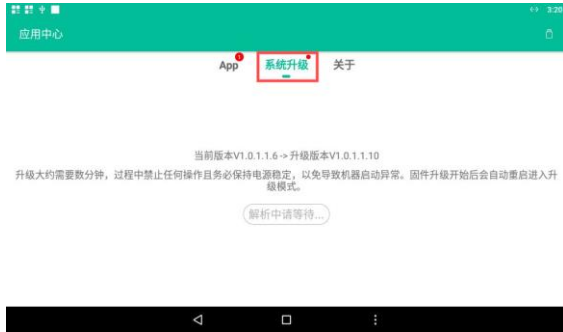 3:20
应用中心
App 1 系统升级 关于
当前版本V1.0.1.1.6 -> 升级版本V1.0.1.1.10
升级大约需要数分钟，过程中禁止任何操作且务必保持电源稳定，以免导致机器启动异常。固件升级开始后会自动重启进入升
级模式。
解析中请等待...